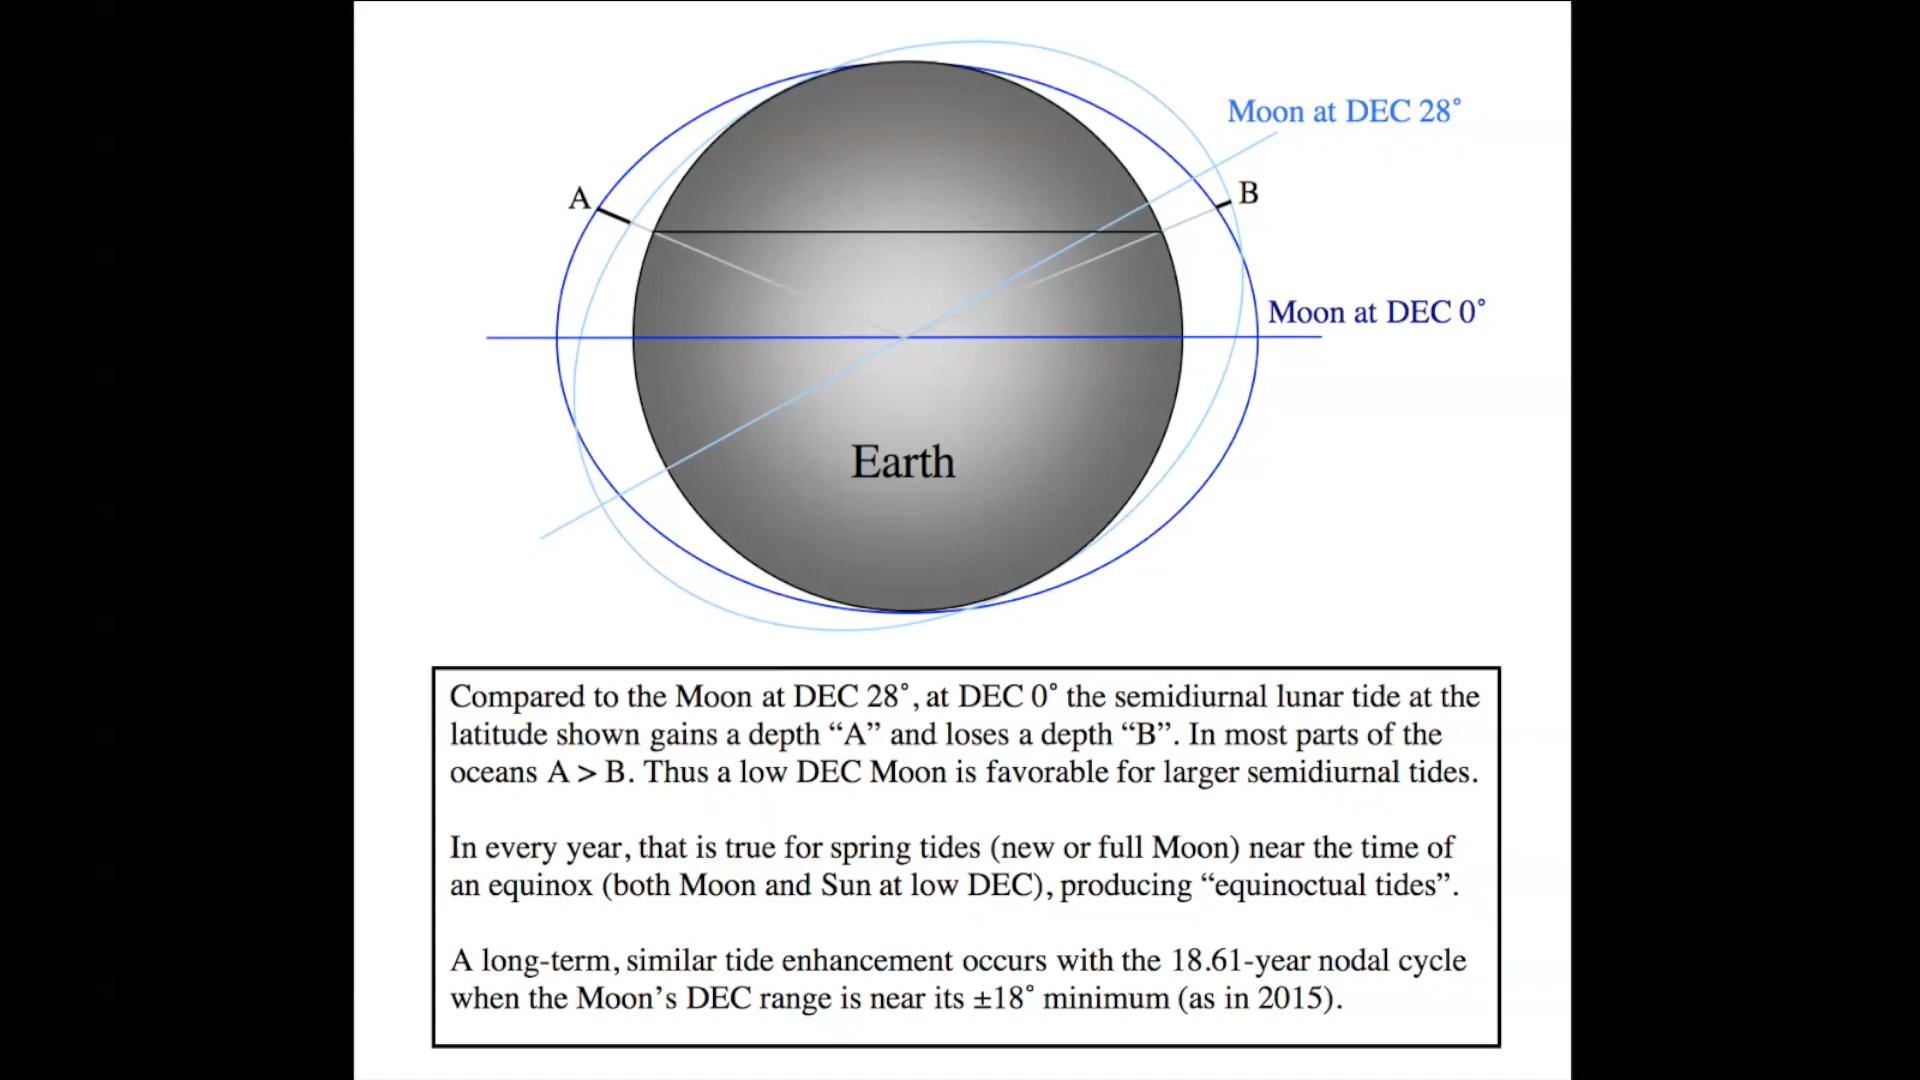 Moon at DEC 28°
A
B
Moon at DEC 0°
Earth
Compared to the Moon at DEC 28°, at DEC 0° the semidiurnal lunar tide at the
latitude shown gains a depth “A” and loses a depth “B”. In most parts of the
oceans A > B. Thus a low DEC Moon is favorable for larger semidiurnal tides.
In every year, that is true for spring tides (new or full Moon) near the time of
an equinox (both Moon and Sun at low DEC), producing “equinoctual tides”.
A long-term, similar tide enhancement occurs with the 18.61-year nodal cycle
when the Moon’s DEC range is near its ±18° minimum (as in 2015).